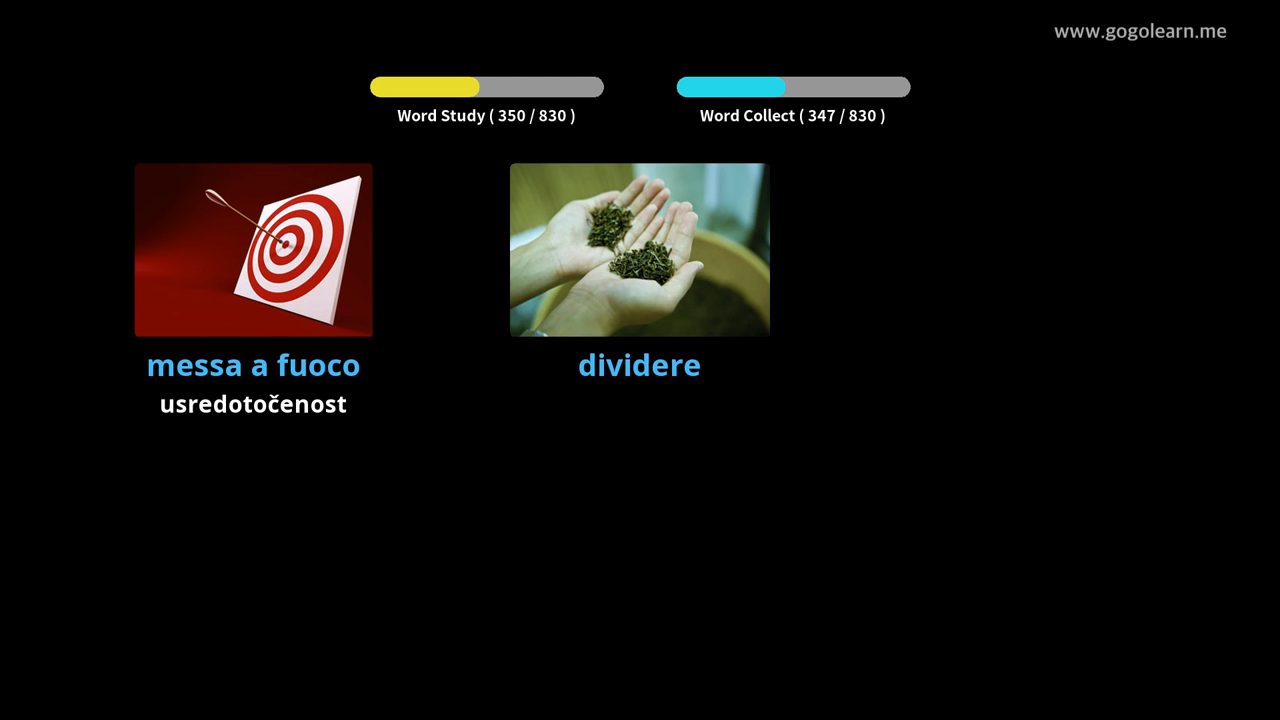 www.gogolearn.me
Word Study ( 350 / 830 )
Word Collect ( 347 / 830 )
messa a fuoco
usredotočenost
dividere